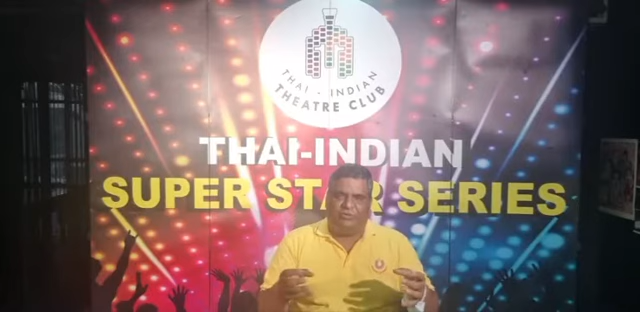 THAI - INDIAN
THEATRE CLUB
THAI-INDIAN
SUPER STAR SERIES